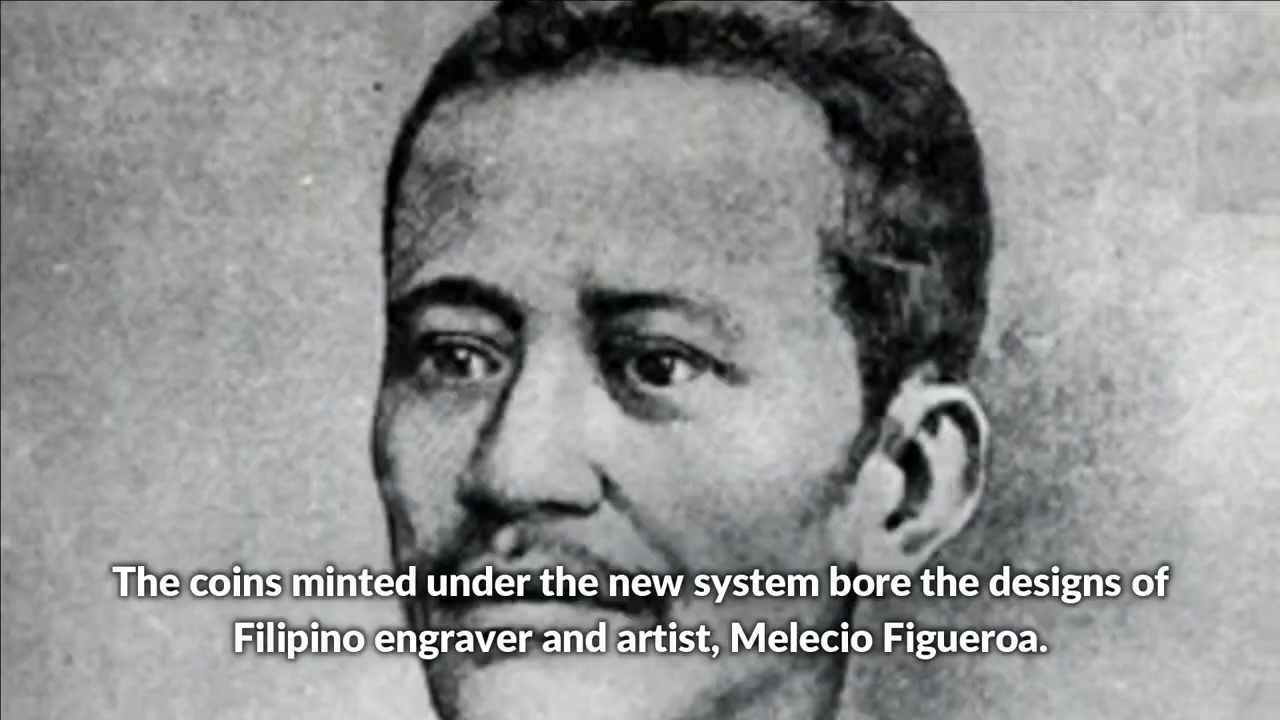 The coins minted under the new system bore the designs of
Filipino engraver and artist, Melecio Figueroa.